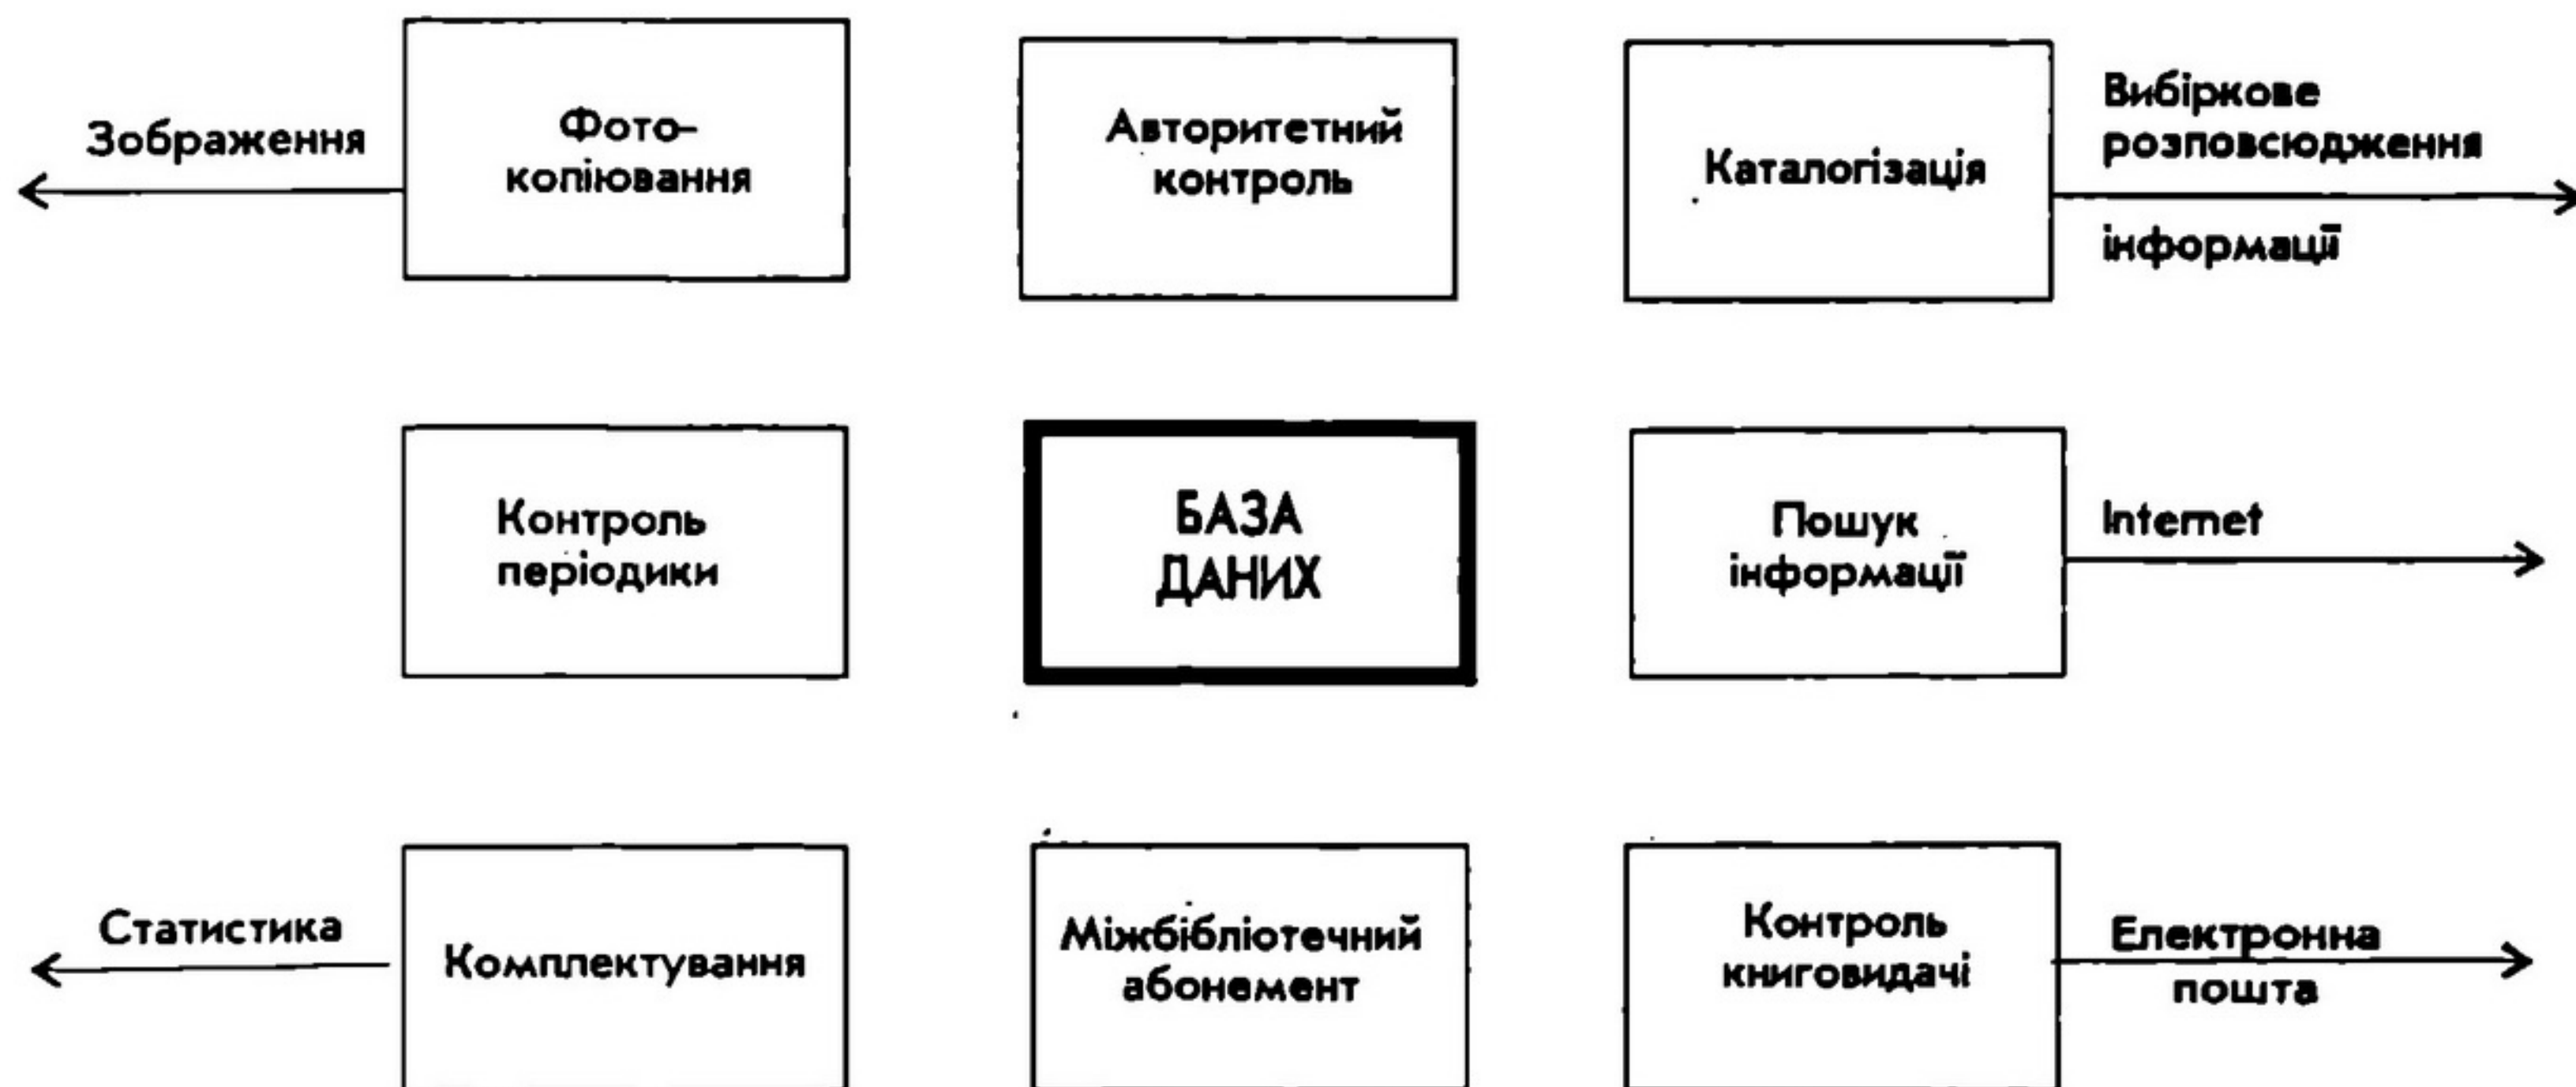 Зображення
Фото-
копіювання
Авторитетний
контроль
Каталогізація
Вибіркове
розповсюдження
інформації
Контроль
періодики
БАЗА
ДАНИХ
Пошук
інформації
Internet
Статистика
Комплектування
Міжбібліотечний
абонемент
Контроль
книговидачі
Електронна
пошта